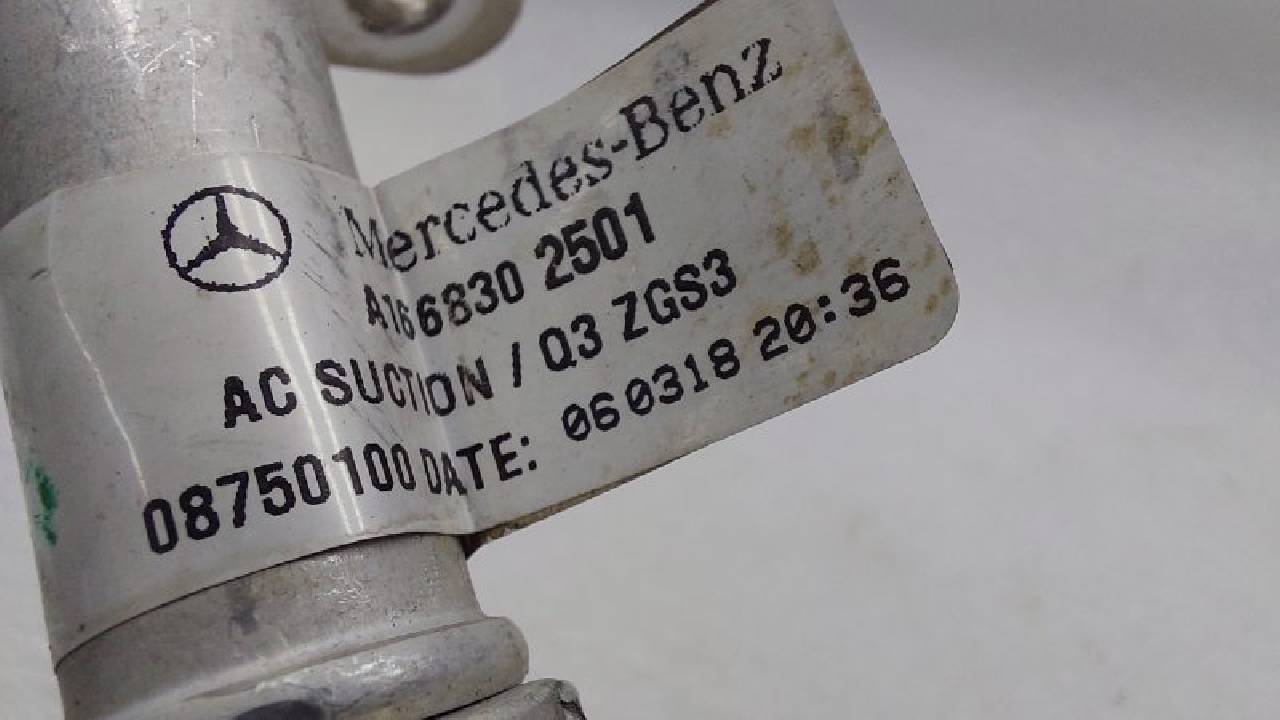 Mercedes-Benz
A166830 2501
AC SUCTION / Q3 ZGS3
08750100 DATE: 060318 20:36